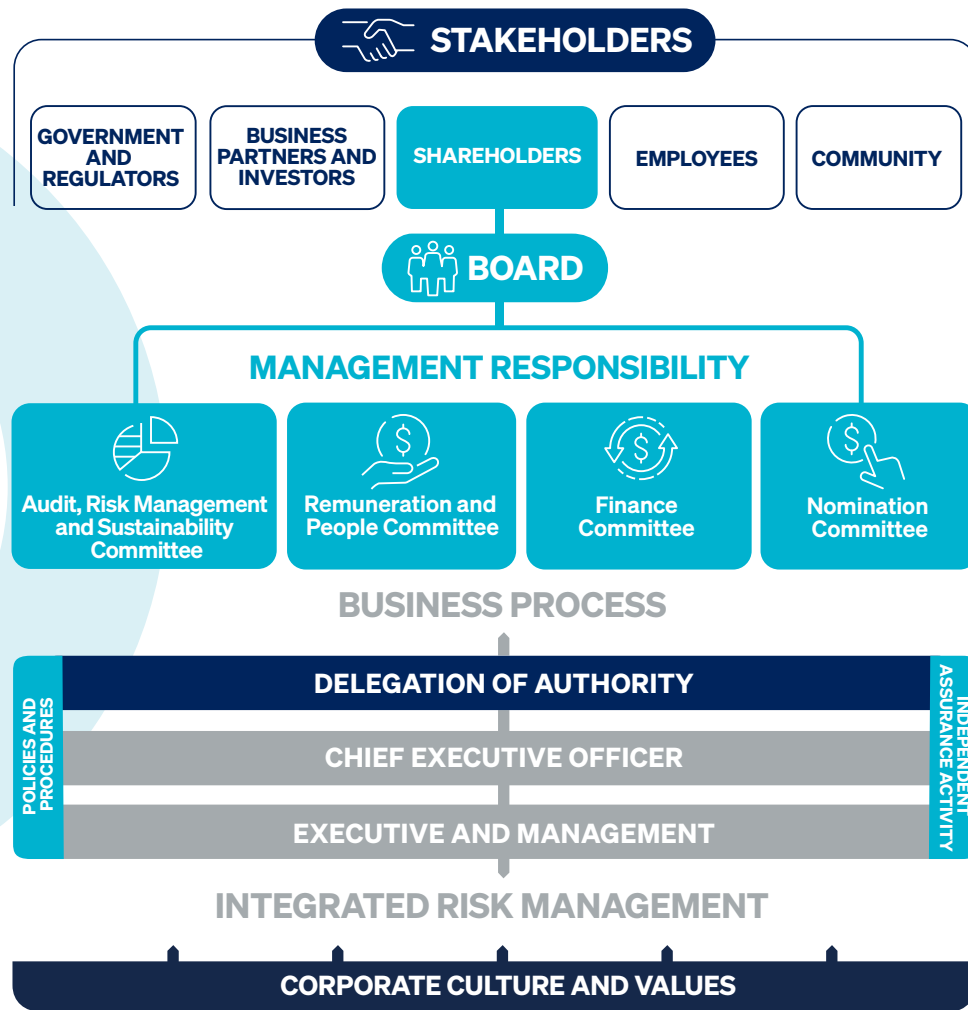 STAKEHOLDERS
GOVERNMENT
AND
REGULATORS
BUSINESS
PARTNERS AND
INVESTORS
SHAREHOLDERS
EMPLOYEES
COMMUNITY
BOARD
MANAGEMENT RESPONSIBILITY
Audit, Risk Management
and Sustainability
Committee
Remuneration and
People Committee
Finance
Committee
Nomination
Committee
BUSINESS PROCESS
POLICIES AND
PROCEDURES
DELEGATION OF AUTHORITY
CHIEF EXECUTIVE OFFICER
EXECUTIVE AND MANAGEMENT
INDEPENDENT
ASSURANCE ACTIVITY
INTEGRATED RISK MANAGEMENT
CORPORATE CULTURE AND VALUES